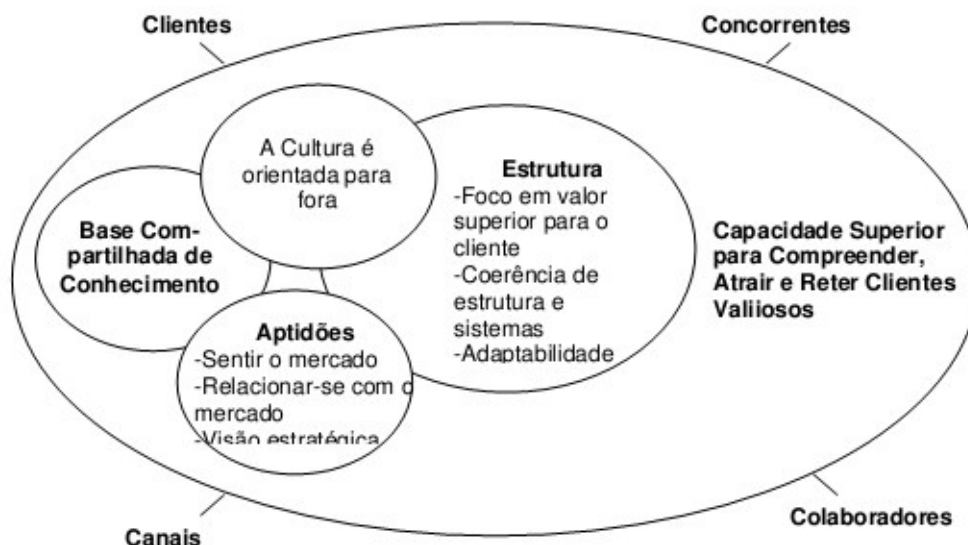 Clientes
Concorrentes
A Cultura é
orientada para
fora
Estrutura
-Foco em valor
superior para o
cliente
-Coerência de
estrutura e
sistemas
-Adaptabilidade
Base Com-
partilhada de
Conhecimento
Capacidade Superior
para Compreender,
Atrair e Reter Clientes
Valiiosos
Aptidões
-Sentir o mercado
-Relacionar-se com o
mercado
-Visão estratégica
Canais
Colaboradores